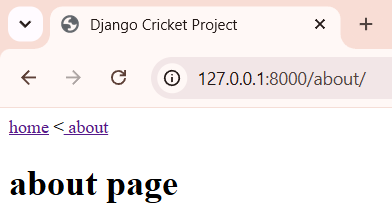 Django Cricket Project
127.0.0.1:8000/about/
home < about
about page